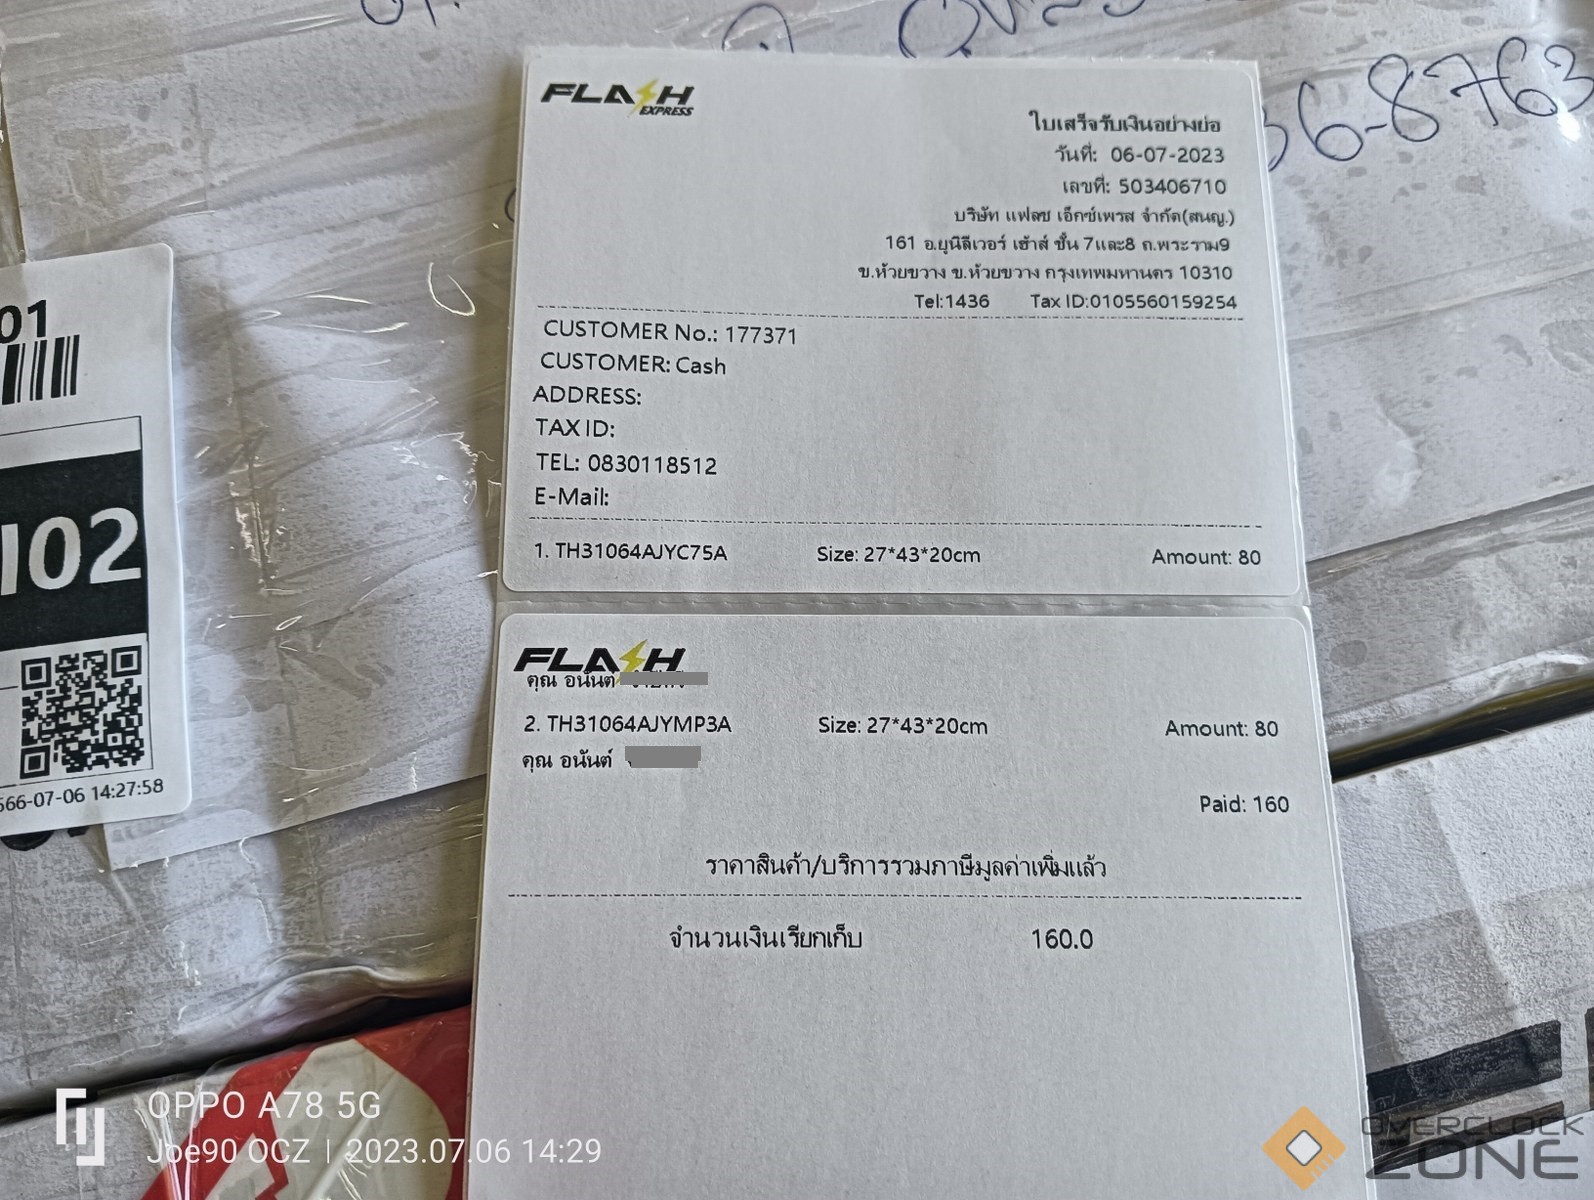 36-8763
FLASH
EXPRESS
ใบเสร็จรับเงินอย่างย่อ
วันที่: 06-07-2023
เลขที่: 503406710
บริษัท แฟลช เอ็กซ์เพรส จำกัด(สนญ.)
161 อ.ยูนิลีเวอร์ เฮ้าส์ ชั้น 7และ8 ถ.พระราม9
ข.ห้วยขวาง ข.ห้วยขวาง กรุงเทพมหานคร 10310
Tel:1436 Tax ID:0105560159254
CUSTOMER No.: 177371
CUSTOMER: Cash
ADDRESS:
TAX ID:
TEL: 0830118512
E-Mail:
1. TH31064AJYC75A Size: 27*43*20cm Amount: 80
FLASH
คุณ อนันต์
2. TH31064AJYMP3A Size: 27*43*20cm Amount: 80
คุณ อนันต์
Paid: 160
ราคาสินค้า/บริการรวมภาษีมูลค่าเพิ่มแล้ว
จำนวนเงินเรียกเก็บ 160.0
01
02
566-07-06 14:27:58
OPPO A78 5G
Joe90 OCZ | 2023.07.06 14:29
OVERCLOCK
ZONE